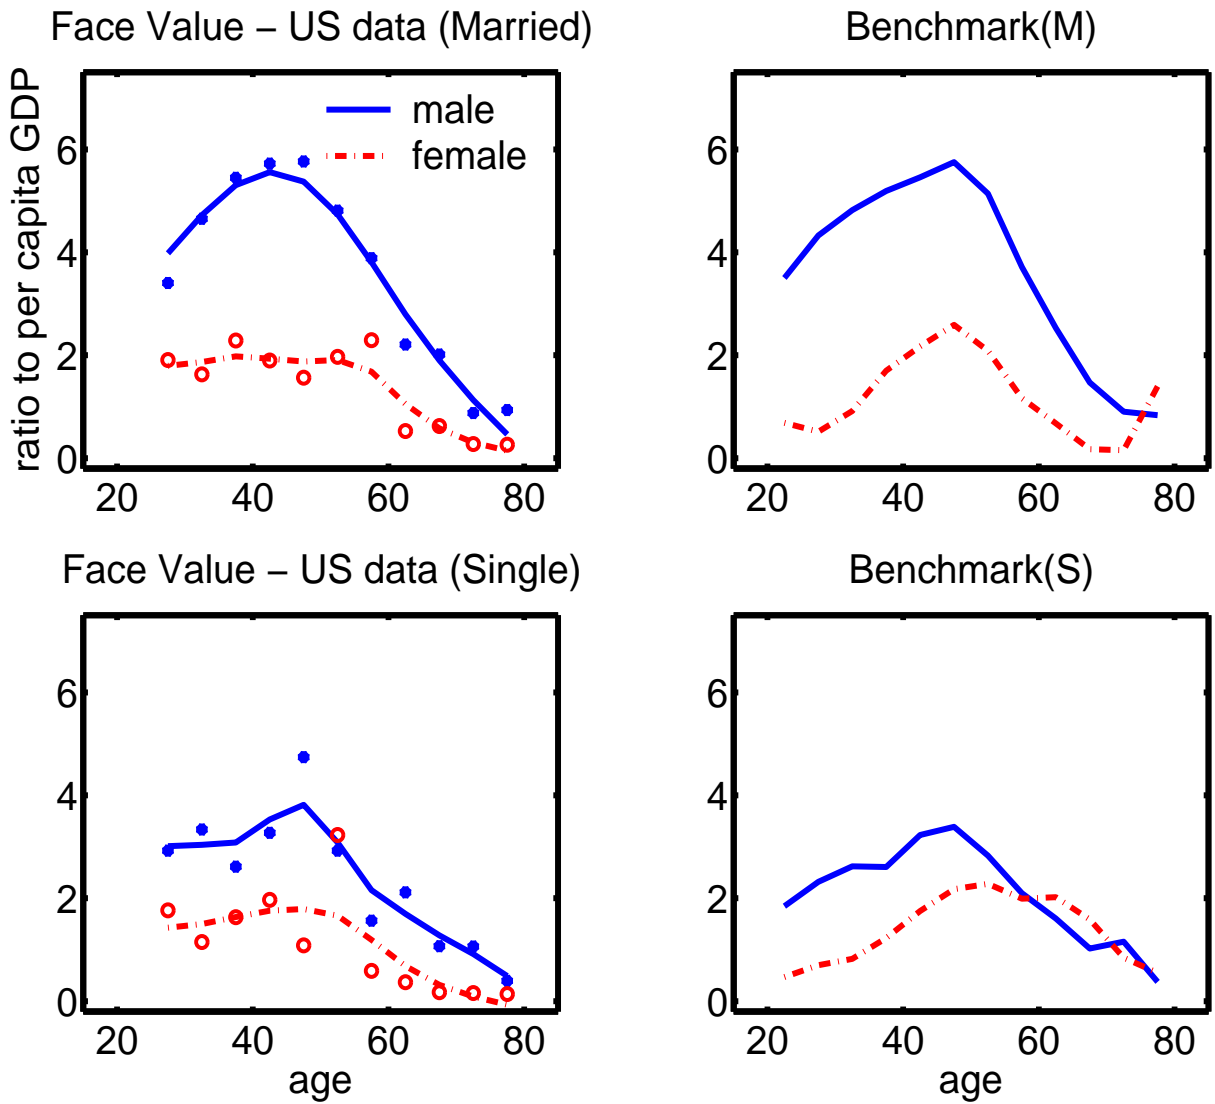 Face Value – US data (Married)
Benchmark(M)
ratio to per capita GDP
male
female
6
4
2
0
20 40 60 80
6
4
2
0
20 40 60 80
Face Value – US data (Single)
Benchmark(S)
6
4
2
0
20 40 60 80
age
6
4
2
0
20 40 60 80
age